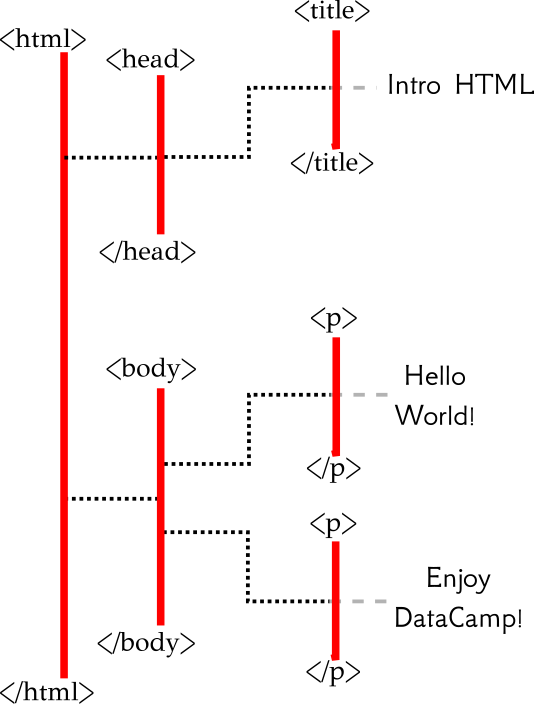 <title>
<html>
<head>
Intro HTML
</title>
</head>
<p>
<body>
Hello
World!
</p>
<p>
Enjoy
DataCamp!
</body>
</p>
</html>